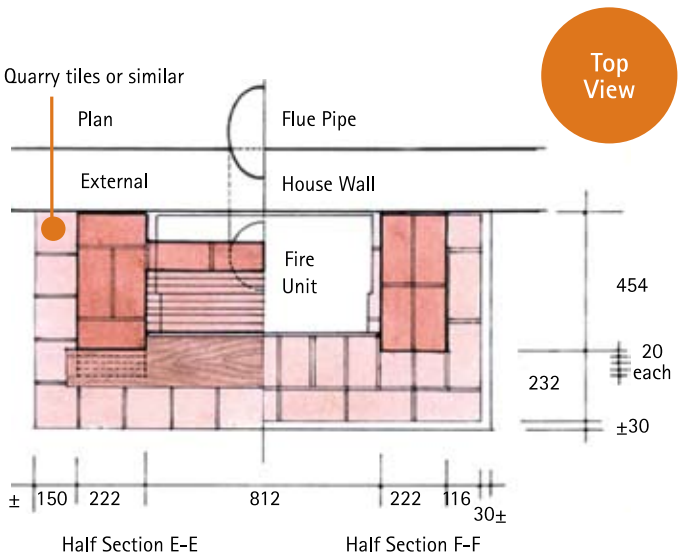 Top
View
Quarry tiles or similar
Plan
Flue Pipe
External
House Wall
Fire
Unit
454
20
each
232
±30
± 150 222 812 222 116
30±
Half Section E-E
Half Section F-F